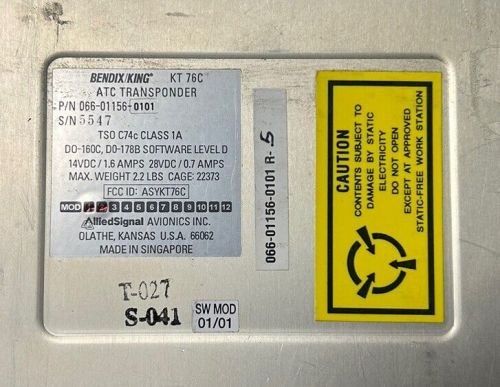 BENDIX/KING® KT 76C
ATC TRANSPONDER
P/N 066-01156-0101
S/N 5547
TSO C74c CLASS 1A
DO-160C, DO-178B SOFTWARE LEVEL D
14VDC/1.6 AMPS 28VDC/0.7 AMPS
MAX. WEIGHT 2.2 LBS CAGE: 22373
FCC ID: ASYKT76C
MOD 3 4 5 6 7 8 9 10 11 12
AlliedSignal AVIONICS INC.
OLATHE, KANSAS U.S.A. 66062
MADE IN SINGAPORE
T-027
S-041
SW MOD
01/01
066-01156-0101 R- 5
CAUTION
CONTENTS SUBJECT TO
DAMAGE BY STATIC
ELECTRICITY
DO NOT OPEN
EXCEPT AT APPROVED
STATIC-FREE WORK STATION